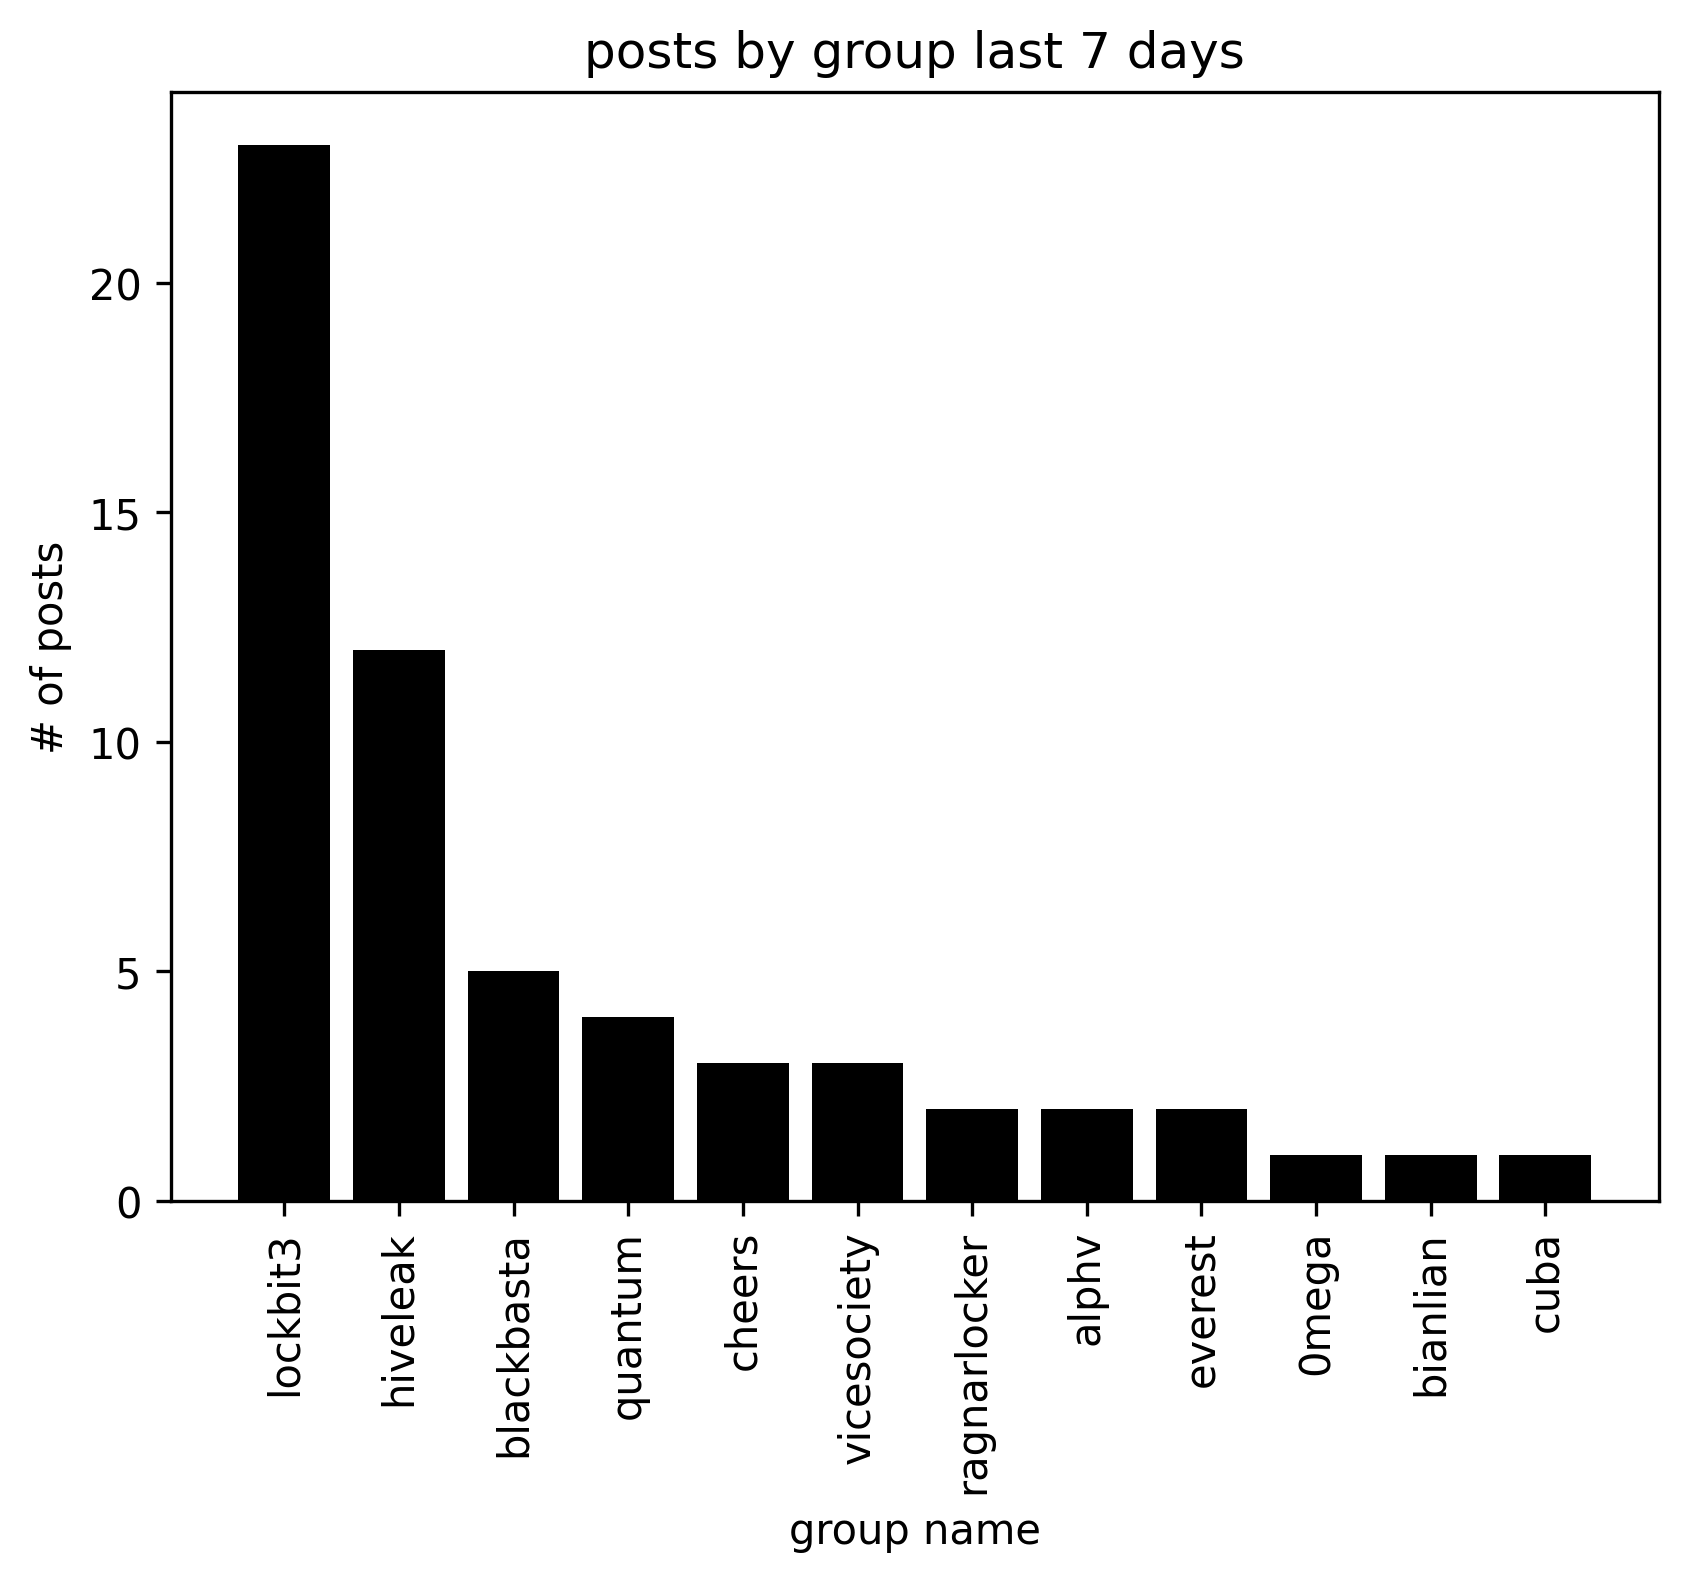 posts by group last 7 days
# of posts
20
15
10
5
0
lockbit3
hiveleak
blackbasta
quantum
cheers
vicesociety
ragnarlocker
alphv
everest
0mega
bianlian
cuba
group name